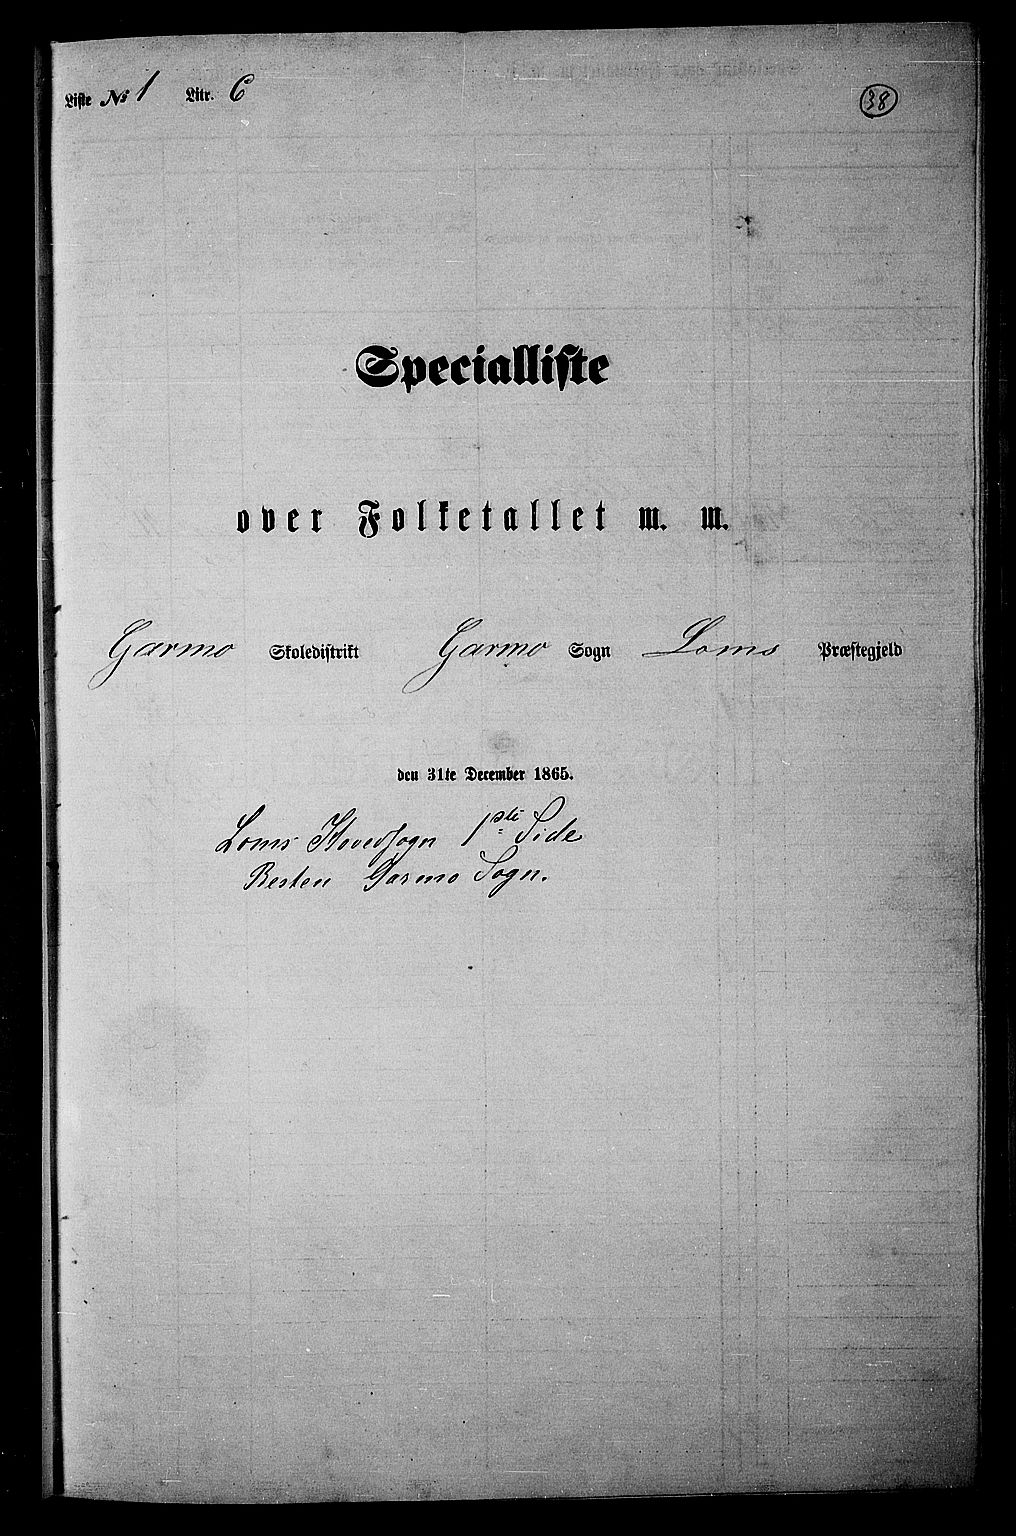 Liste No 1 Litr. C 38
Specialliste
over Folketallet m. m.
Garmo Skoledistrikt Garmo Sogn Loms Præstegjeld
den 31te December 1865.
Loms Hovedsogn 1ste Side
Resten Garmo Sogn.